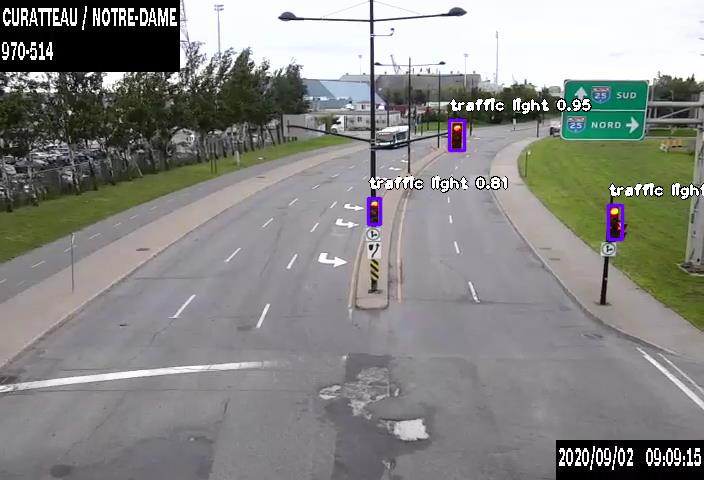 CURATTEAU / NOTRE-DAME
970-514
traffic light 0.95
25 SUD
25 NORD
traffic light 0.81
traffic light
2020/09/02 09:09:15